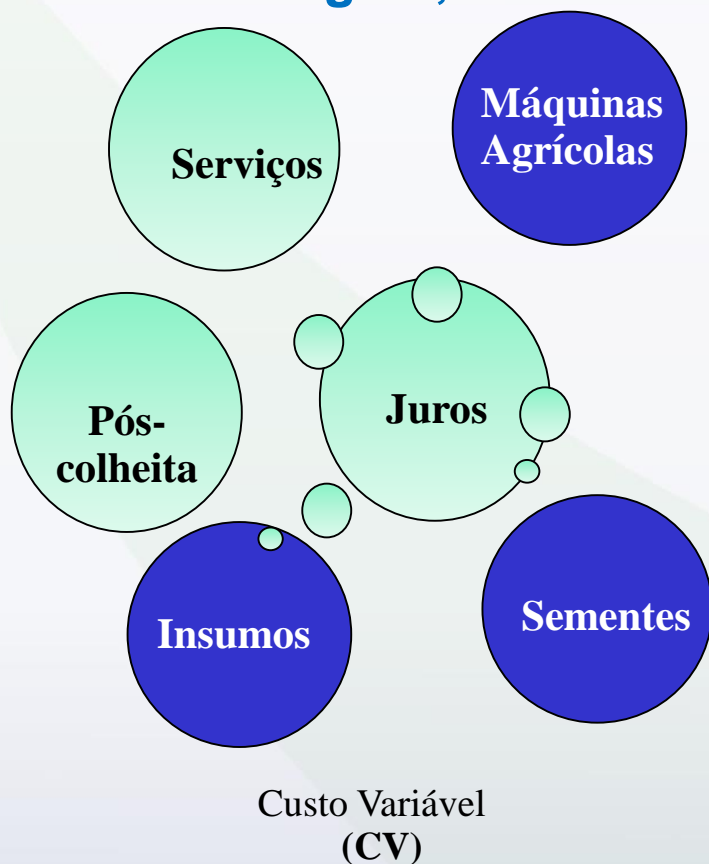 Serviços
Máquinas
Agrícolas
Juros
Pós-
colheita
Insumos
Sementes
Custo Variável
(CV)